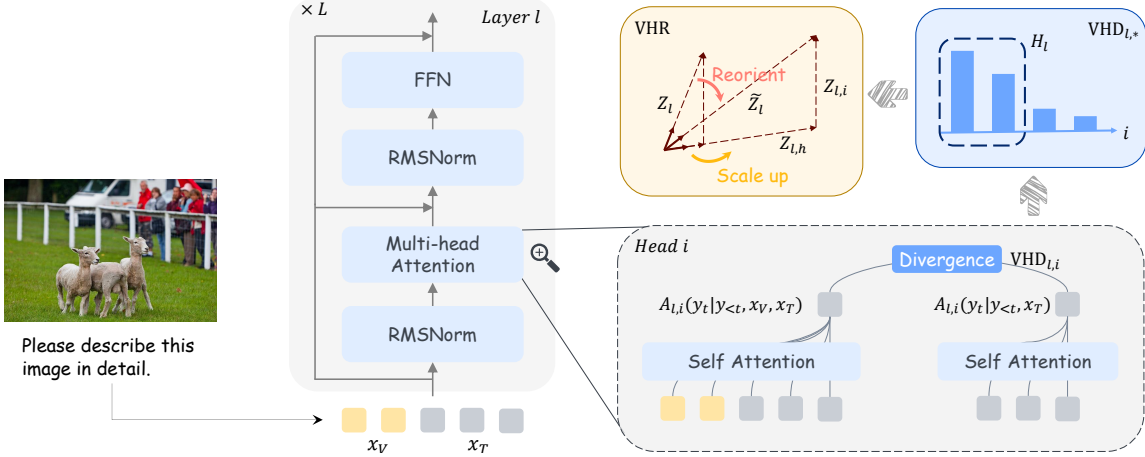 × L
Layer l
FFN
RMSNorm
Multi-head
Attention
RMSNorm
x_V
x_T
Please describe this
image in detail.
VHR
Reorient
Z_l
Z̃_l
Z_{l,i}
Z_{l,h}
Scale up
VHD_{l,*}
H_l
i
Head i
Divergence
VHD_{l,i}
A_{l,i}(y_t|y_{<t}, x_V, x_T)
A_{l,i}(y_t|y_{<t}, x_T)
Self Attention
Self Attention